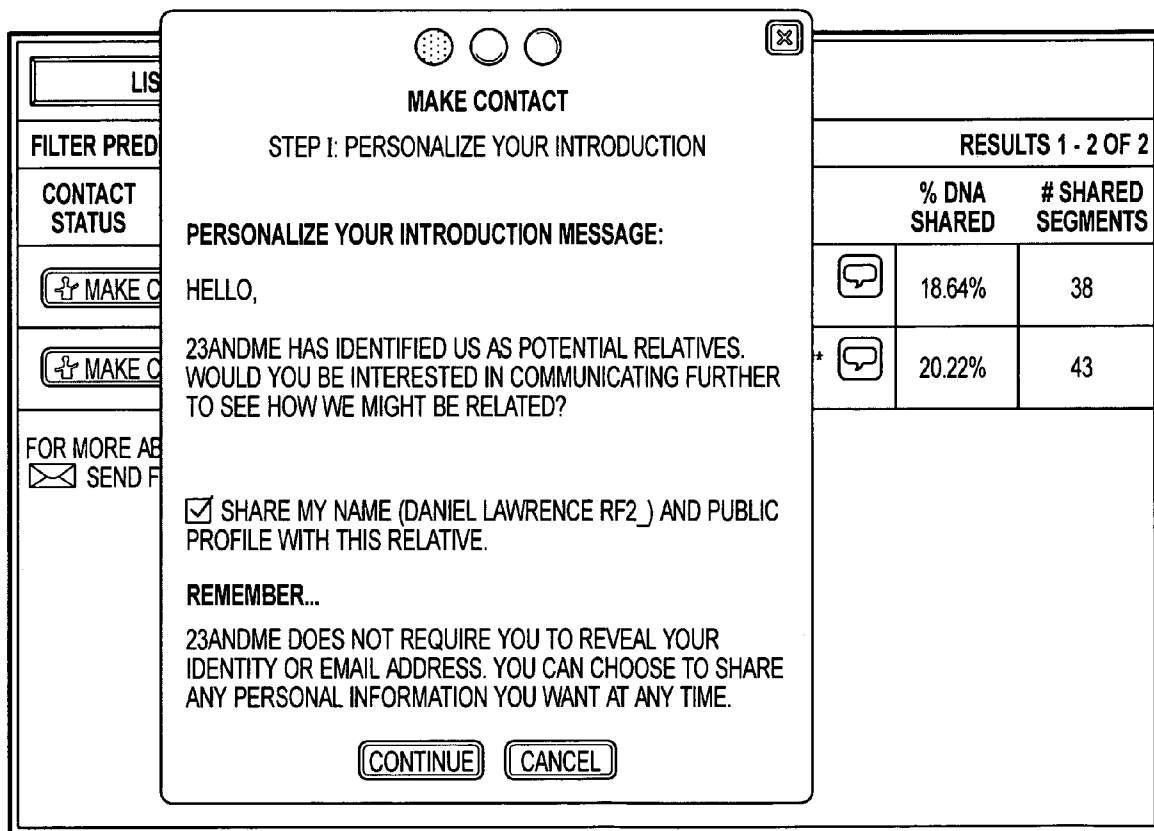 LIS
FILTER PRED
RESULTS 1 - 2 OF 2
CONTACT
STATUS
% DNA
SHARED
# SHARED
SEGMENTS
MAKE C
18.64%
38
MAKE C
20.22%
43
FOR MORE AB
SEND F
MAKE CONTACT
STEP I: PERSONALIZE YOUR INTRODUCTION
PERSONALIZE YOUR INTRODUCTION MESSAGE:
HELLO,
23ANDME HAS IDENTIFIED US AS POTENTIAL RELATIVES.
WOULD YOU BE INTERESTED IN COMMUNICATING FURTHER
TO SEE HOW WE MIGHT BE RELATED?
SHARE MY NAME (DANIEL LAWRENCE RF2_) AND PUBLIC
PROFILE WITH THIS RELATIVE.
REMEMBER...
23ANDME DOES NOT REQUIRE YOU TO REVEAL YOUR
IDENTITY OR EMAIL ADDRESS. YOU CAN CHOOSE TO SHARE
ANY PERSONAL INFORMATION YOU WANT AT ANY TIME.
CONTINUE CANCEL